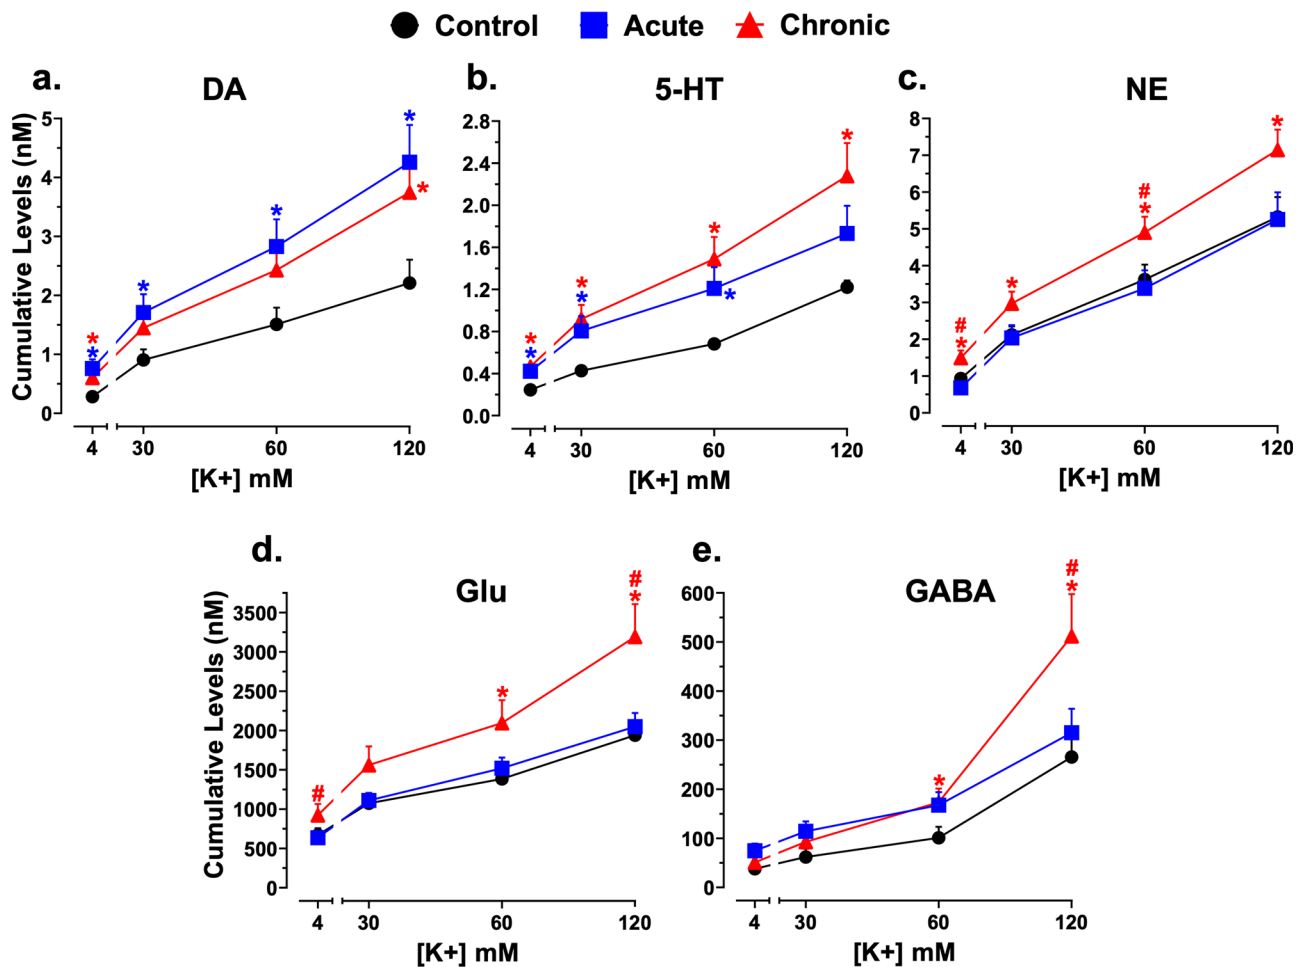 Control Acute Chronic
a. DA
Cumulative Levels (nM)
5
4
3
2
1
0
* * * * * *
4 30 60 120
[K+] mM
b. 5-HT
2.8
2.4
2.0
1.6
1.2
0.8
0.4
0.0
* * * * * * *
4 30 60 120
[K+] mM
c. NE
8
7
6
5
4
3
2
1
0
# * * # * *
4 30 60 120
[K+] mM
d. Glu
Cumulative Levels (nM)
3500
3000
2500
2000
1500
1000
500
0
# * # *
4 30 60 120
[K+] mM
e. GABA
600
500
400
300
200
100
0
* # *
4 30 60 120
[K+] mM